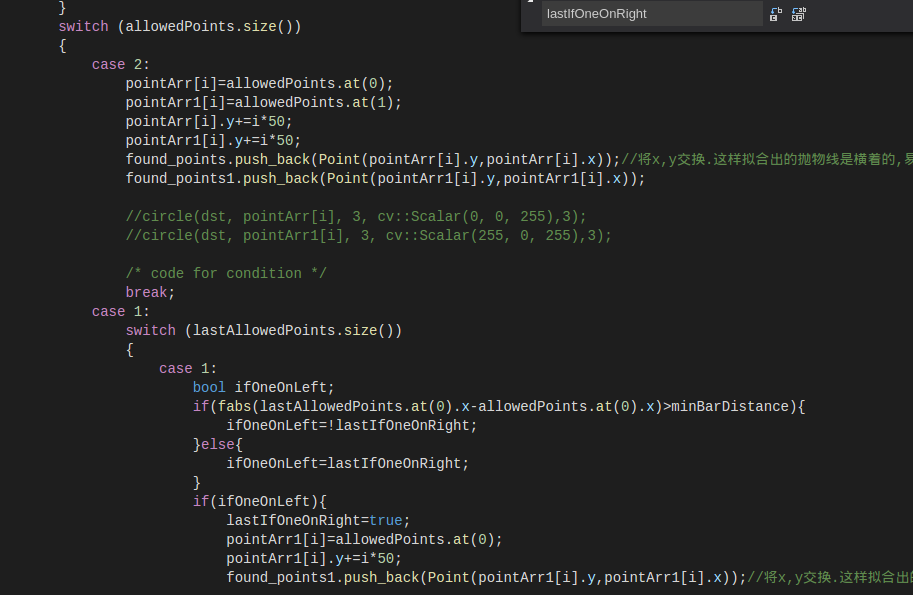 }
lastIfOneOnRight
switch (allowedPoints.size())
{
case 2:
pointArr[i]=allowedPoints.at(0);
pointArr1[i]=allowedPoints.at(1);
pointArr[i].y+=i*50;
pointArr1[i].y+=i*50;
found_points.push_back(Point(pointArr[i].y,pointArr[i].x));//将x,y交换.这样拟合出的抛物线是横着的,易
found_points1.push_back(Point(pointArr1[i].y,pointArr1[i].x));
//circle(dst, pointArr[i], 3, cv::Scalar(0, 0, 255),3);
//circle(dst, pointArr1[i], 3, cv::Scalar(255, 0, 255),3);
/* code for condition */
break;
case 1:
switch (lastAllowedPoints.size())
{
case 1:
bool ifOneOnLeft;
if(fabs(lastAllowedPoints.at(0).x-allowedPoints.at(0).x)>minBarDistance){
ifOneOnLeft=!lastIfOneOnRight;
}else{
ifOneOnLeft=lastIfOneOnRight;
}
if(ifOneOnLeft){
lastIfOneOnRight=true;
pointArr1[i]=allowedPoints.at(0);
pointArr1[i].y+=i*50;
found_points1.push_back(Point(pointArr1[i].y,pointArr1[i].x));//将x,y交换.这样拟合出